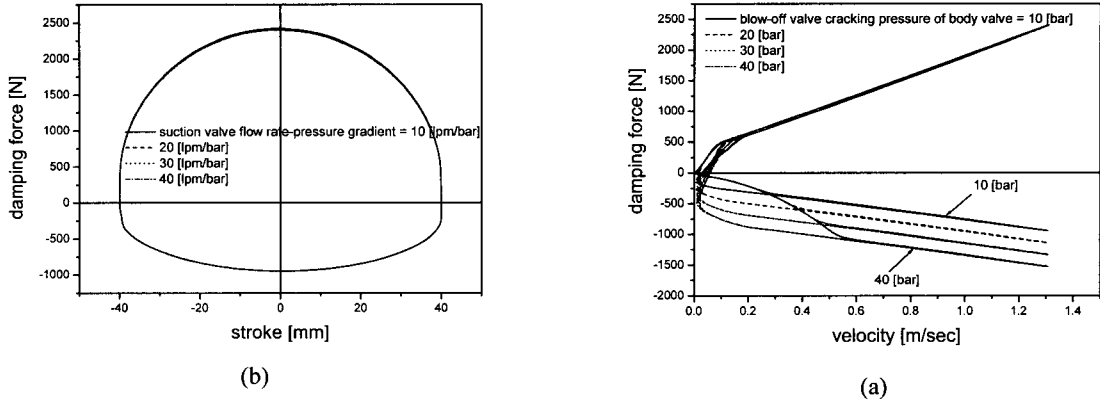 damping force [N]
2500
2000
1500
1000
500
0
-500
-1000
suction valve flow rate-pressure gradient = 10 [lpm/bar]
20 [lpm/bar]
30 [lpm/bar]
40 [lpm/bar]
-40 -20 0 20 40
stroke [mm]
(b)
damping force [N]
2500
2000
1500
1000
500
0
-500
-1000
-1500
-2000
blow-off valve cracking pressure of body valve = 10 [bar]
20 [bar]
30 [bar]
40 [bar]
10 [bar]
40 [bar]
0.0 0.2 0.4 0.6 0.8 1.0 1.2 1.4
velocity [m/sec]
(a)